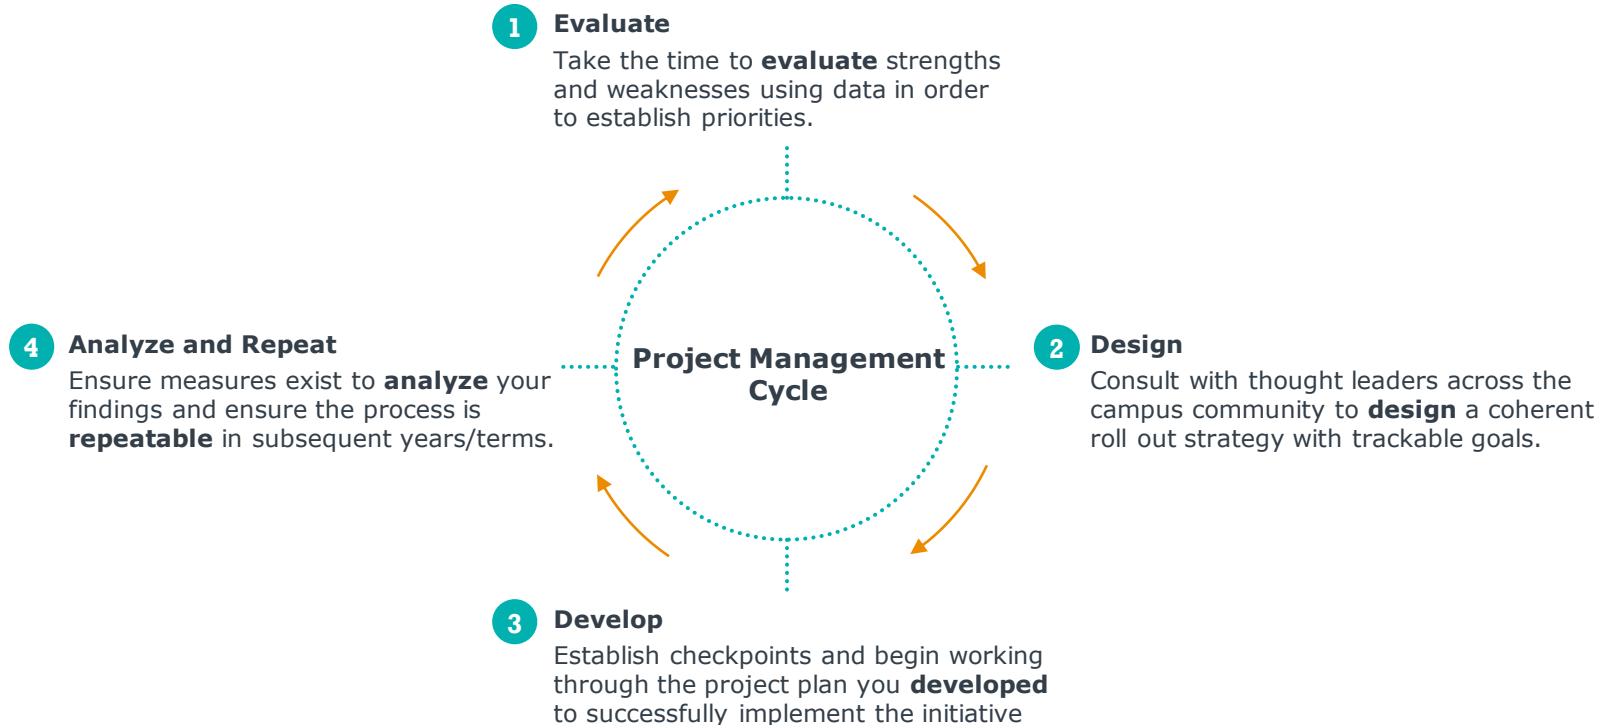 1 Evaluate
Take the time to evaluate strengths
and weaknesses using data in order
to establish priorities.
Project Management
Cycle
2 Design
Consult with thought leaders across the
campus community to design a coherent
roll out strategy with trackable goals.
3 Develop
Establish checkpoints and begin working
through the project plan you developed
to successfully implement the initiative
4 Analyze and Repeat
Ensure measures exist to analyze your
findings and ensure the process is
repeatable in subsequent years/terms.